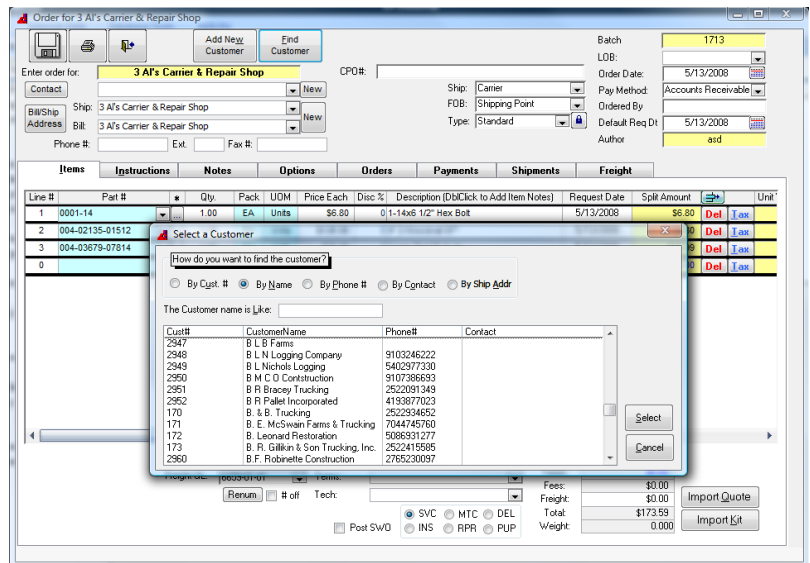 Order for 3 Al's Carrier & Repair Shop
Add New Customer
Find Customer
Batch 1713
LOB:
Enter order for: 3 Al's Carrier & Repair Shop
CPO#:
Order Date: 5/13/2008
Contact New
Ship: Carrier
Pay Method: Accounts Receivable
Bill/Ship Address
Ship: 3 Al's Carrier & Repair Shop
New
FOB: Shipping Point
Ordered By
Bill: 3 Al's Carrier & Repair Shop
Type: Standard
Default Req Dt 5/13/2008
Phone #: Ext. Fax #:
Author asd
Items Instructions Notes Options Orders Payments Shipments Freight
Line # Part # * Qty. Pack UOM Price Each Disc % Description (DblClick to Add Item Notes) Request Date Split Amount Unit
1 0001-14 ... 1.00 EA Units $6.80 0 1-14x6 1/2" Hex Bolt 5/13/2008 $6.80 Del Tax
2 004-02135-01512 Del Tax
3 004-03679-07814 Del Tax
0 Del Tax
Select a Customer
How do you want to find the customer?
By Cust. # By Name By Phone # By Contact By Ship Addr
The Customer name is Like:
Cust# CustomerName Phone# Contact
2947 B L B Farms
2948 B L N Logging Company 9103246222
2949 B L Nichols Logging 5402977330
2950 B M C O Contstruction 9107386693
2951 B R Bracey Trucking 2522091349
2952 B R Pallet Incorporated 4193877023
170 B. & B. Trucking 2522934652
171 B. E. McSwain Farms & Trucking 7044745760
172 B. Leonard Restoration 5086931277
173 B. R. Gillikin & Son Trucking, Inc. 2522415585
2960 B.F. Robinette Construction 2765230097
Select
Cancel
Fees: $0.00
Renum # off Tech:
Freight: $0.00
Import Quote
SVC MTC DEL
Total: $173.59
Post SWO INS RPR PUP
Weight: 0.000
Import Kit